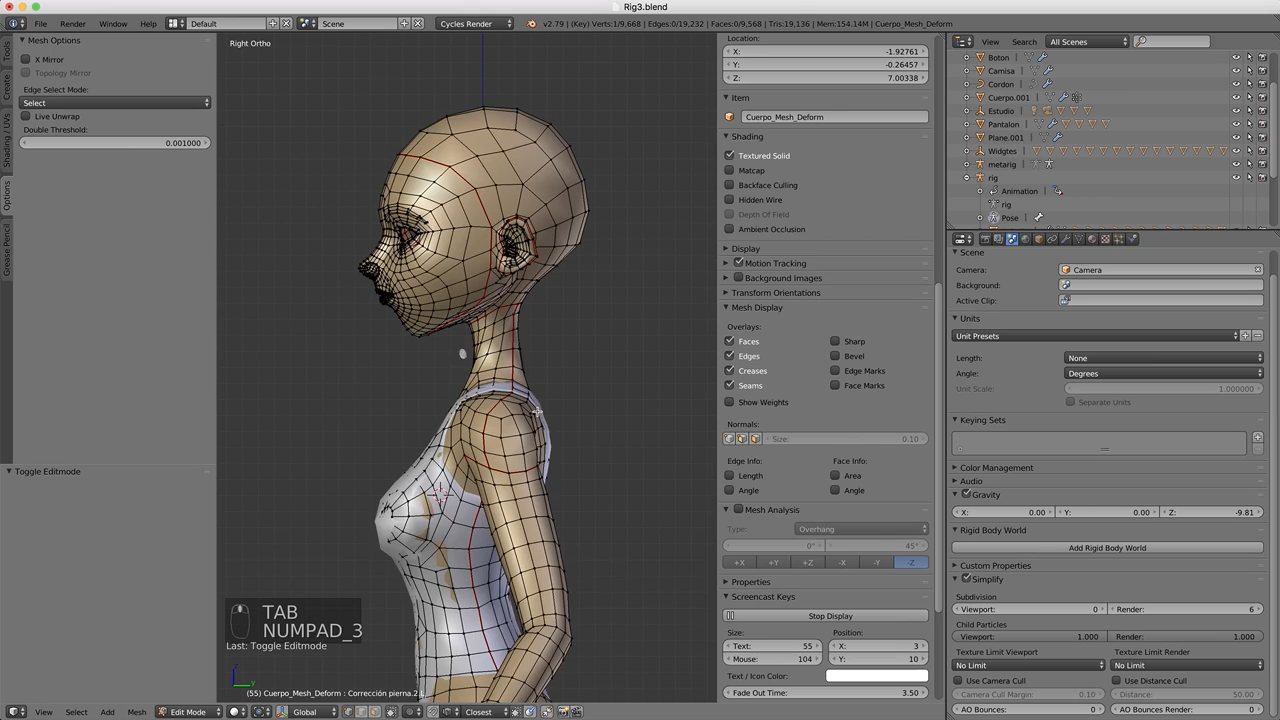 Rig3.blend
File Render Window Help Default Scene Cycles Render v2.79 | (Key) Verts:1/9,668 | Edges:0/19,232 | Faces:0/9,568 | Tris:19,136 | Mem:154.14M | Cuerpo_Mesh_Deform
Mesh Options
X Mirror
Topology Mirror
Edge Select Mode:
Select
Live Unwrap
Double Threshold:
0.001000
Toggle Editmode
Tools
Create
Shading / UVs
Options
Grease Pencil
Right Ortho
TAB
NUMPAD_3
Last: Toggle Editmode
(55) Cuerpo_Mesh_Deform : Corrección pierna.2.L
View Select Add Mesh Edit Mode Global Closest
Location:
X: -1.92761
Y: -0.26457
Z: 7.00338
Item
Cuerpo_Mesh_Deform
Shading
Textured Solid
Matcap
Backface Culling
Hidden Wire
Depth Of Field
Ambient Occlusion
Display
Motion Tracking
Background Images
Transform Orientations
Mesh Display
Overlays:
Faces Sharp
Edges Bevel
Creases Edge Marks
Seams Face Marks
Show Weights
Normals:
Size: 0.10
Edge Info: Face Info:
Length Area
Angle Angle
Mesh Analysis
Type: Overhang
0° 45°
+X +Y +Z -X -Y -Z
Properties
Screencast Keys
Stop Display
Size: Position:
Text: 55 X: 3
Mouse: 104 Y: 10
Text / Icon Color:
Fade Out Time: 3.50
View Search All Scenes
Boton
Camisa
Cordon
Cuerpo.001
Estudio
Pantalon
Plane.001
Widgtes
metarig
rig
Animation
rig
Pose
Scene
Camera: Camera
Background:
Active Clip:
Units
Unit Presets
Length: None
Angle: Degrees
Unit Scale: 1.000000
Separate Units
Keying Sets
Color Management
Audio
Gravity
X: 0.00 Y: 0.00 Z: -9.81
Rigid Body World
Add Rigid Body World
Custom Properties
Simplify
Subdivision
Viewport: 0 Render: 6
Child Particles
Viewport: 1.000 Render: 1.000
Texture Limit Viewport Texture Limit Render
No Limit No Limit
Use Camera Cull Use Distance Cull
Camera Cull Margin: 0.10 Distance: 50.00
AO Bounces: 0 AO Bounces Render: 0